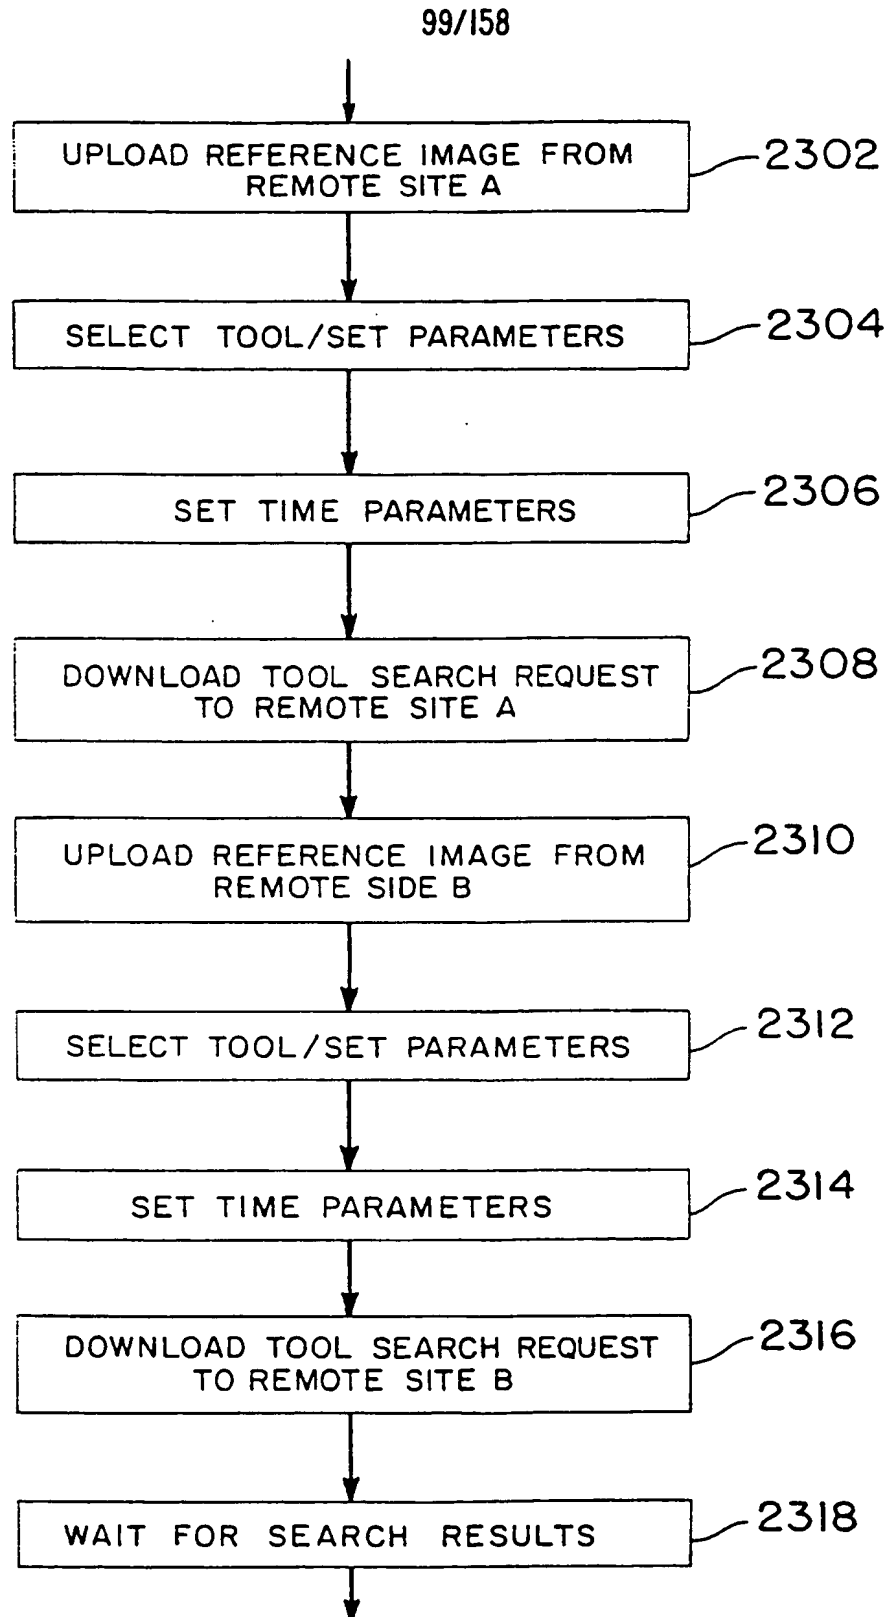 99/158
UPLOAD REFERENCE IMAGE FROM
REMOTE SITE A
2302
SELECT TOOL/SET PARAMETERS
2304
SET TIME PARAMETERS
2306
DOWNLOAD TOOL SEARCH REQUEST
TO REMOTE SITE A
2308
UPLOAD REFERENCE IMAGE FROM
REMOTE SIDE B
2310
SELECT TOOL/SET PARAMETERS
2312
SET TIME PARAMETERS
2314
DOWNLOAD TOOL SEARCH REQUEST
TO REMOTE SITE B
2316
WAIT FOR SEARCH RESULTS
2318